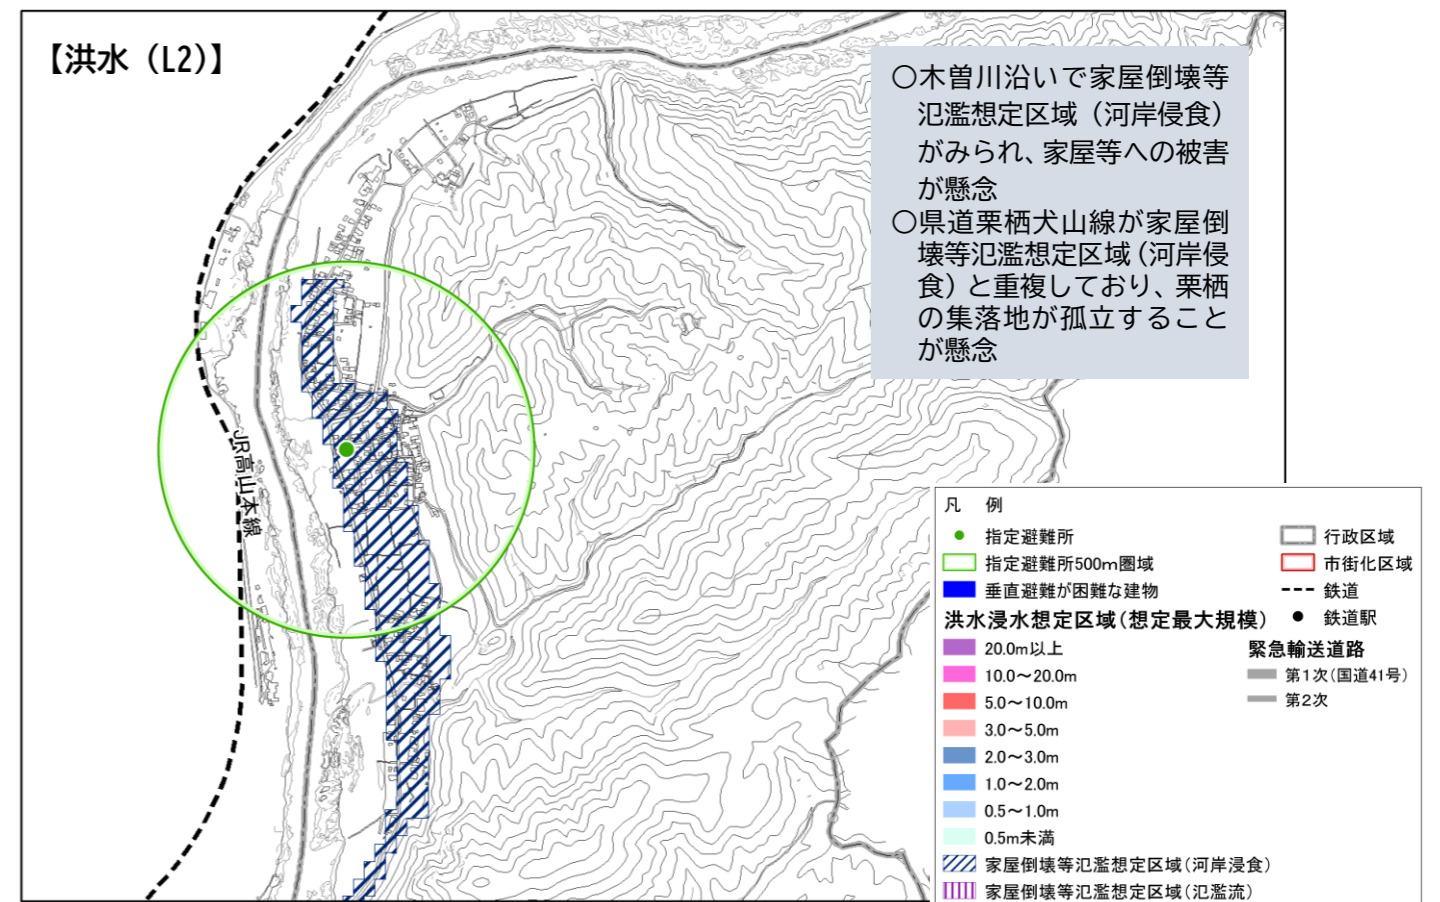 【洪水（L2）】
〇木曽川沿いで家屋倒壊等
氾濫想定区域（河岸侵食）
がみられ、家屋等への被害
が懸念
〇県道栗栖犬山線が家屋倒
壊等氾濫想定区域（河岸侵
食）と重複しており、栗栖
の集落地が孤立すること
が懸念
JR高山本線
凡　例
指定避難所
指定避難所500m圏域
垂直避難が困難な建物
洪水浸水想定区域（想定最大規模）
20.0m以上
10.0～20.0m
5.0～10.0m
3.0～5.0m
2.0～3.0m
1.0～2.0m
0.5～1.0m
0.5m未満
家屋倒壊等氾濫想定区域（河岸浸食）
家屋倒壊等氾濫想定区域（氾濫流）
行政区域
市街化区域
鉄道
鉄道駅
緊急輸送道路
第1次（国道41号）
第2次